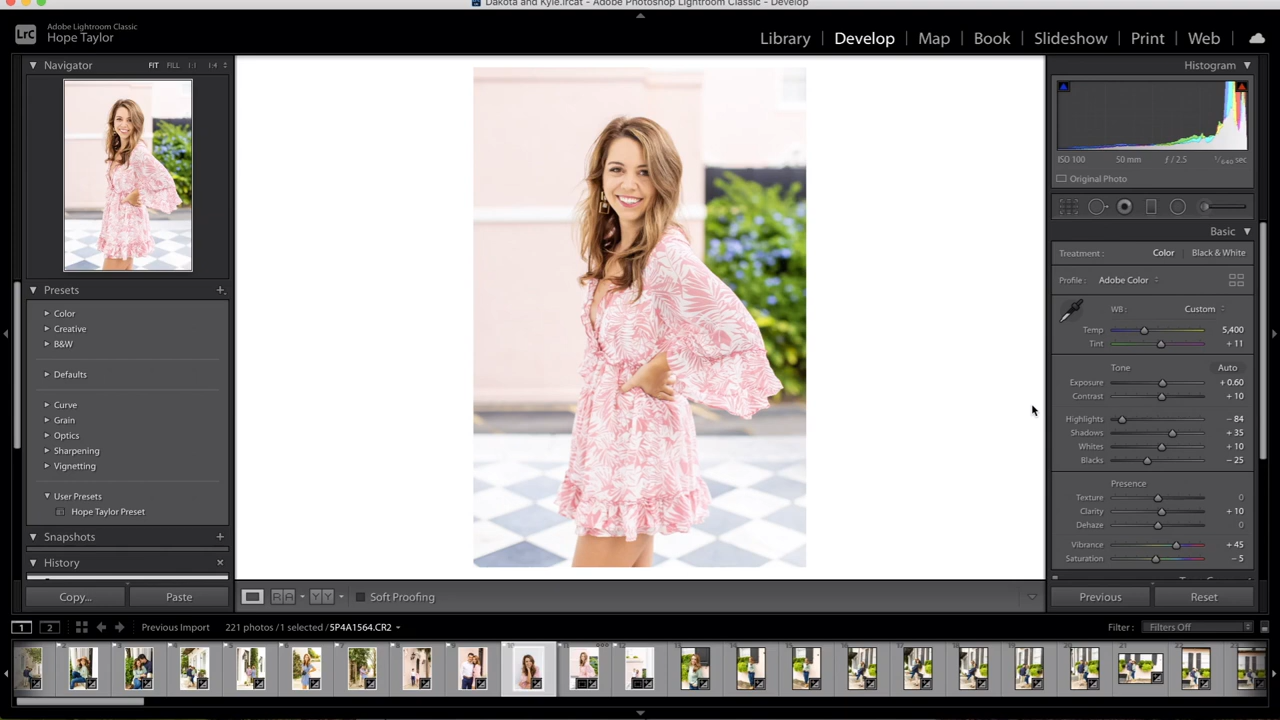 Dakota and Kyle.lrcat - Adobe Photoshop Lightroom Classic - Develop
LrC
Adobe Lightroom Classic
Hope Taylor
Library | Develop | Map | Book | Slideshow | Print | Web
Navigator FIT FILL 1:1 1:4
Presets +
Color
Creative
B&W
Defaults
Curve
Grain
Optics
Sharpening
Vignetting
User Presets
Hope Taylor Preset
Snapshots +
History ×
Copy... Paste
Soft Proofing
Histogram
ISO 100 50 mm ƒ / 2.5 1/640 sec
Original Photo
Basic
Treatment : Color | Black & White
Profile : Adobe Color
WB : Custom
Temp 5,400
Tint + 11
Tone Auto
Exposure + 0.60
Contrast + 10
Highlights − 84
Shadows + 35
Whites + 10
Blacks − 25
Presence
Texture 0
Clarity + 10
Dehaze 0
Vibrance + 45
Saturation − 5
Previous Reset
1 2 Previous Import 221 photos / 1 selected / 5P4A1564.CR2 Filter : Filters Off